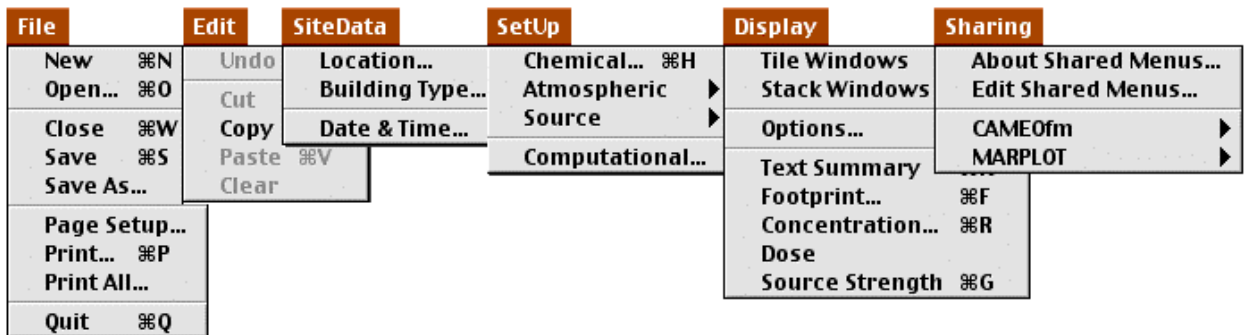 File
New ⌘N
Open... ⌘O
Close ⌘W
Save ⌘S
Save As...
Page Setup...
Print... ⌘P
Print All...
Quit ⌘Q
Edit
Undo
Cut
Copy
Paste ⌘V
Clear
SiteData
Location...
Building Type...
Date & Time...
SetUp
Chemical... ⌘H
Atmospheric
Source
Computational...
Display
Tile Windows
Stack Windows
Options...
Text Summary
Footprint... ⌘F
Concentration... ⌘R
Dose
Source Strength ⌘G
Sharing
About Shared Menus...
Edit Shared Menus...
CAMEOfm
MARPLOT